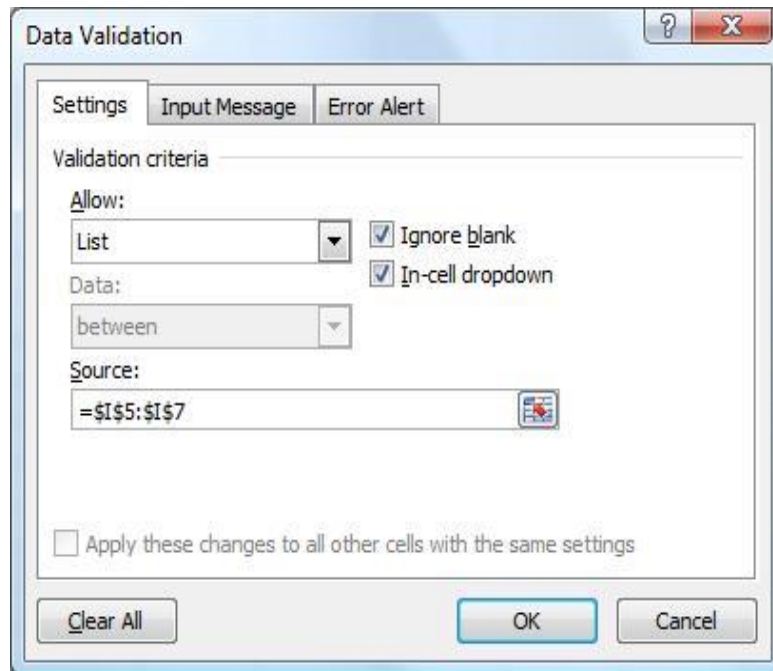 Data Validation
?
X
Settings
Input Message
Error Alert
Validation criteria
Allow:
List
Ignore blank
In-cell dropdown
Data:
between
Source:
=$I$5:$I$7
Apply these changes to all other cells with the same settings
Clear All
OK
Cancel